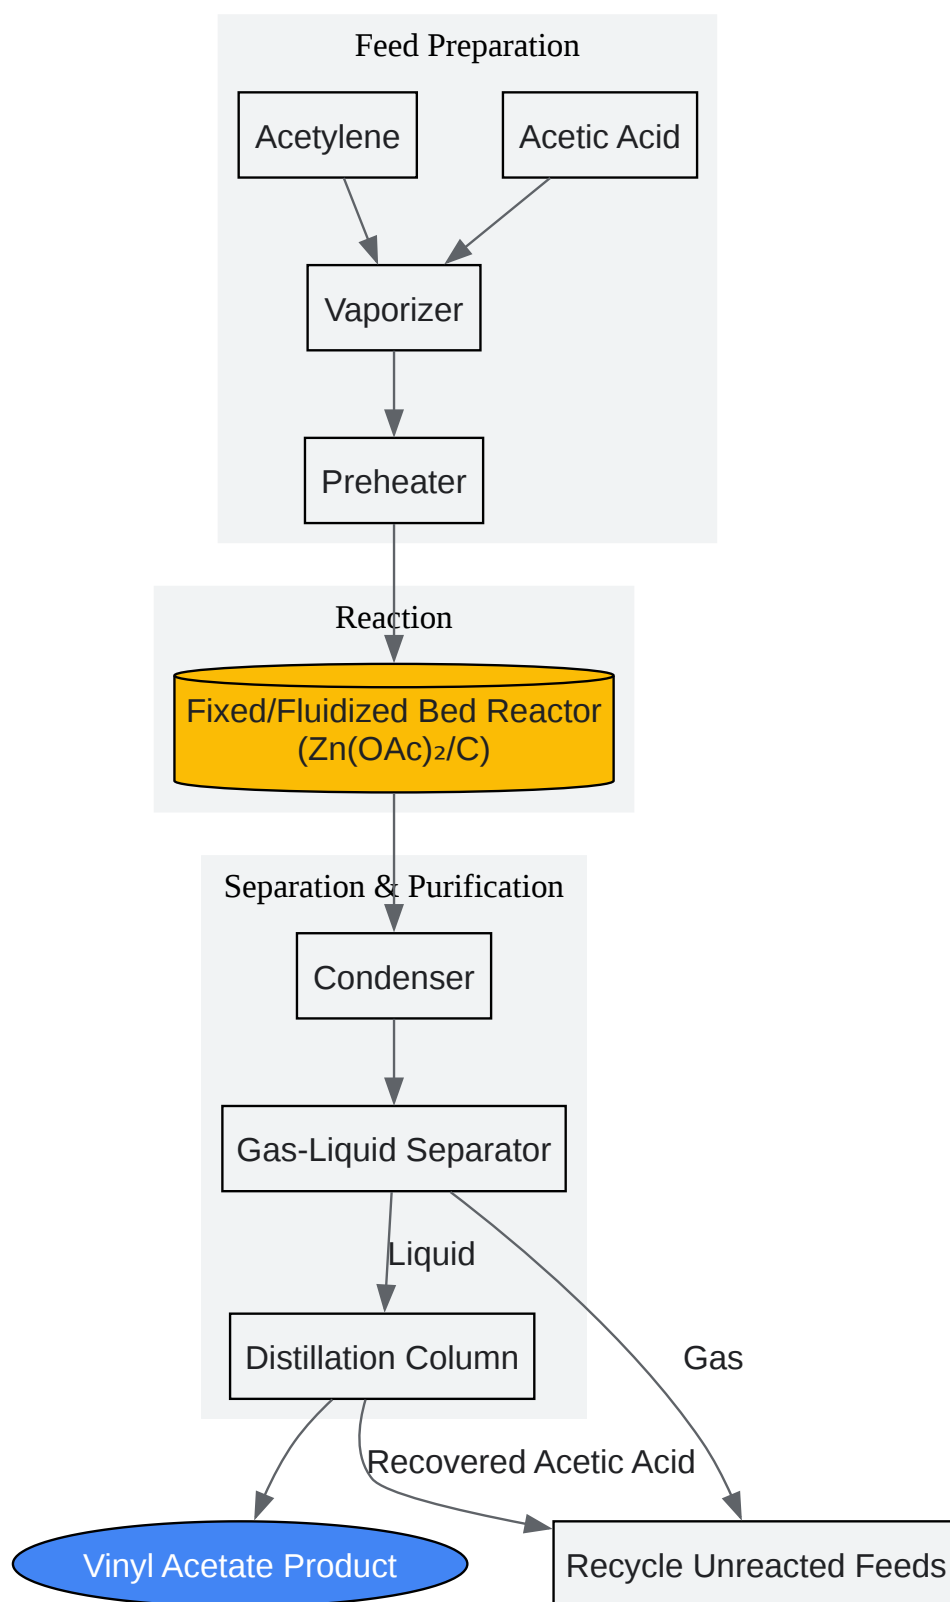 Feed Preparation
Acetylene
Acetic Acid
Vaporizer
Preheater
Reaction
Fixed/Fluidized Bed Reactor
(Zn(OAc)₂/C)
Separation & Purification
Condenser
Gas-Liquid Separator
Liquid
Distillation Column
Gas
Recovered Acetic Acid
Vinyl Acetate Product
Recycle Unreacted Feeds